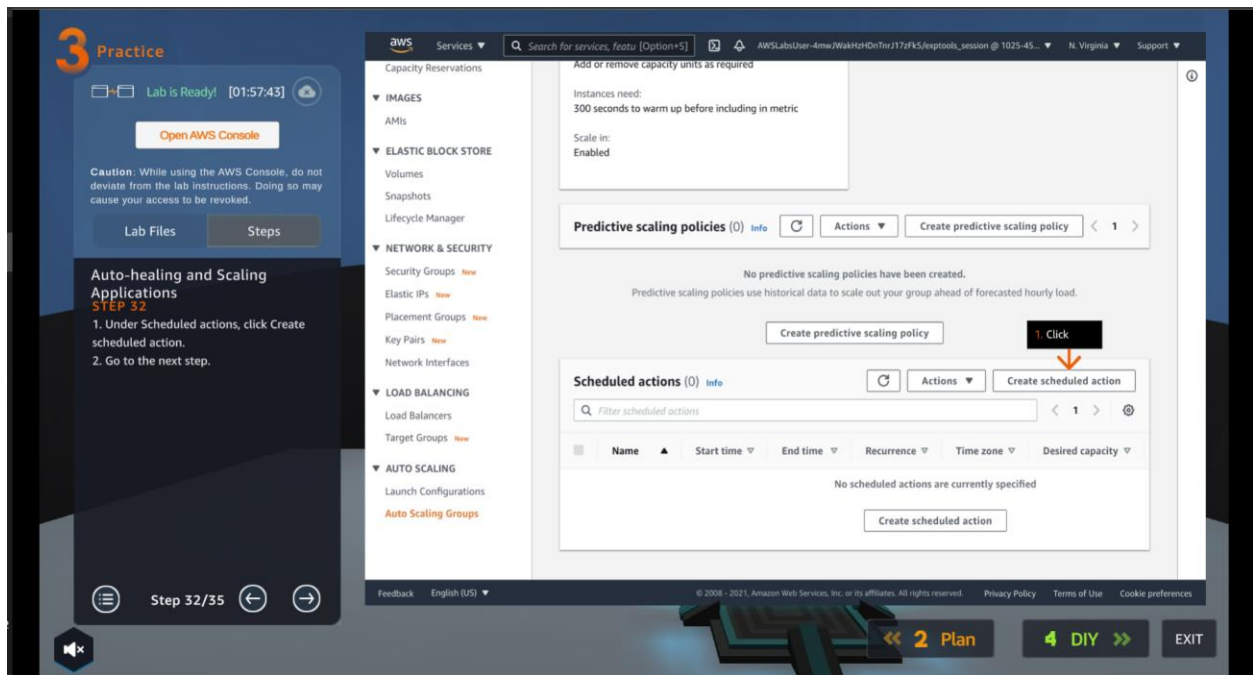 3 Practice
Lab is Ready! [01:57:43]
Open AWS Console
Caution: While using the AWS Console, do not
deviate from the lab instructions. Doing so may
cause your access to be revoked.
Lab Files Steps
Auto-healing and Scaling
Applications
STEP 32
1. Under Scheduled actions, click Create
scheduled action.
2. Go to the next step.
Step 32/35
aws Services ▼ Search for services, featu [Option+S] AWSLabsUser-4mwJWakHzHDnTnrJ17zFk5/exptools_session @ 1025-45... ▼ N. Virginia ▼ Support ▼
Capacity Reservations
▼ IMAGES
AMIs
▼ ELASTIC BLOCK STORE
Volumes
Snapshots
Lifecycle Manager
▼ NETWORK & SECURITY
Security Groups New
Elastic IPs New
Placement Groups New
Key Pairs New
Network Interfaces
▼ LOAD BALANCING
Load Balancers
Target Groups New
▼ AUTO SCALING
Launch Configurations
Auto Scaling Groups
Add or remove capacity units as required
Instances need:
300 seconds to warm up before including in metric
Scale in:
Enabled
Predictive scaling policies (0) Info Actions ▼ Create predictive scaling policy < 1 >
No predictive scaling policies have been created.
Predictive scaling policies use historical data to scale out your group ahead of forecasted hourly load.
Create predictive scaling policy
1. Click
Scheduled actions (0) Info Actions ▼ Create scheduled action
Filter scheduled actions < 1 >
Name ▲ Start time ▽ End time ▽ Recurrence ▽ Time zone ▽ Desired capacity ▽
No scheduled actions are currently specified
Create scheduled action
Feedback English (US) ▼ © 2008 - 2021, Amazon Web Services, Inc. or its affiliates. All rights reserved. Privacy Policy Terms of Use Cookie preferences
<< 2 Plan 4 DIY >> EXIT